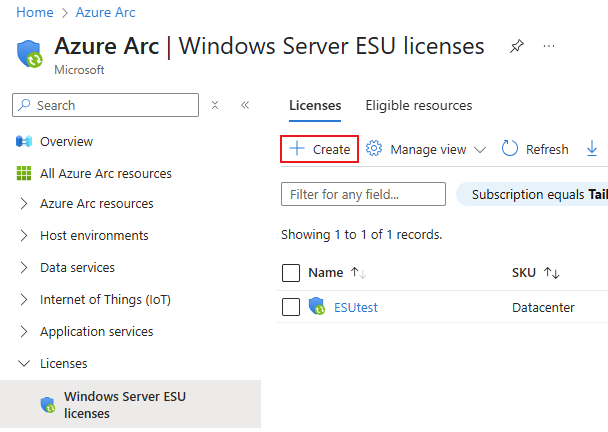 Home > Azure Arc >
Azure Arc | Windows Server ESU licenses
Microsoft
Search
Overview
All Azure Arc resources
Azure Arc resources
Host environments
Data services
Internet of Things (IoT)
Application services
Licenses
Windows Server ESU
licenses
Licenses Eligible resources
Create Manage view Refresh
Filter for any field... Subscription equals Tail
Showing 1 to 1 of 1 records.
Name SKU
ESUtest Datacenter